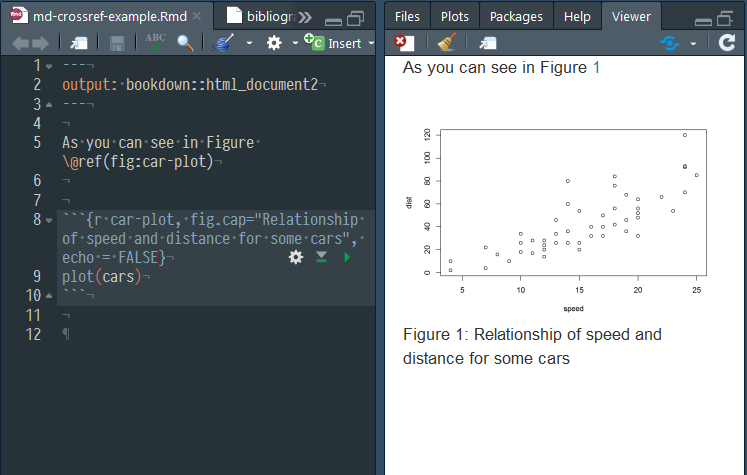 md-crossref-example.Rmd
bibliogra
Files Plots Packages Help Viewer
ABC
Insert
1 ----
2 output: bookdown::html_document2
3 ----
4
5 As you can see in Figure
\@ref(fig:car-plot)
6
7
8 ```{r car-plot, fig.cap="Relationship
of speed and distance for some cars",
echo = FALSE}
9 plot(cars)
10 ```
11
12 ¶
As you can see in Figure 1
120
100
80
60
40
20
0
dist
5 10 15 20 25
speed
Figure 1: Relationship of speed and
distance for some cars